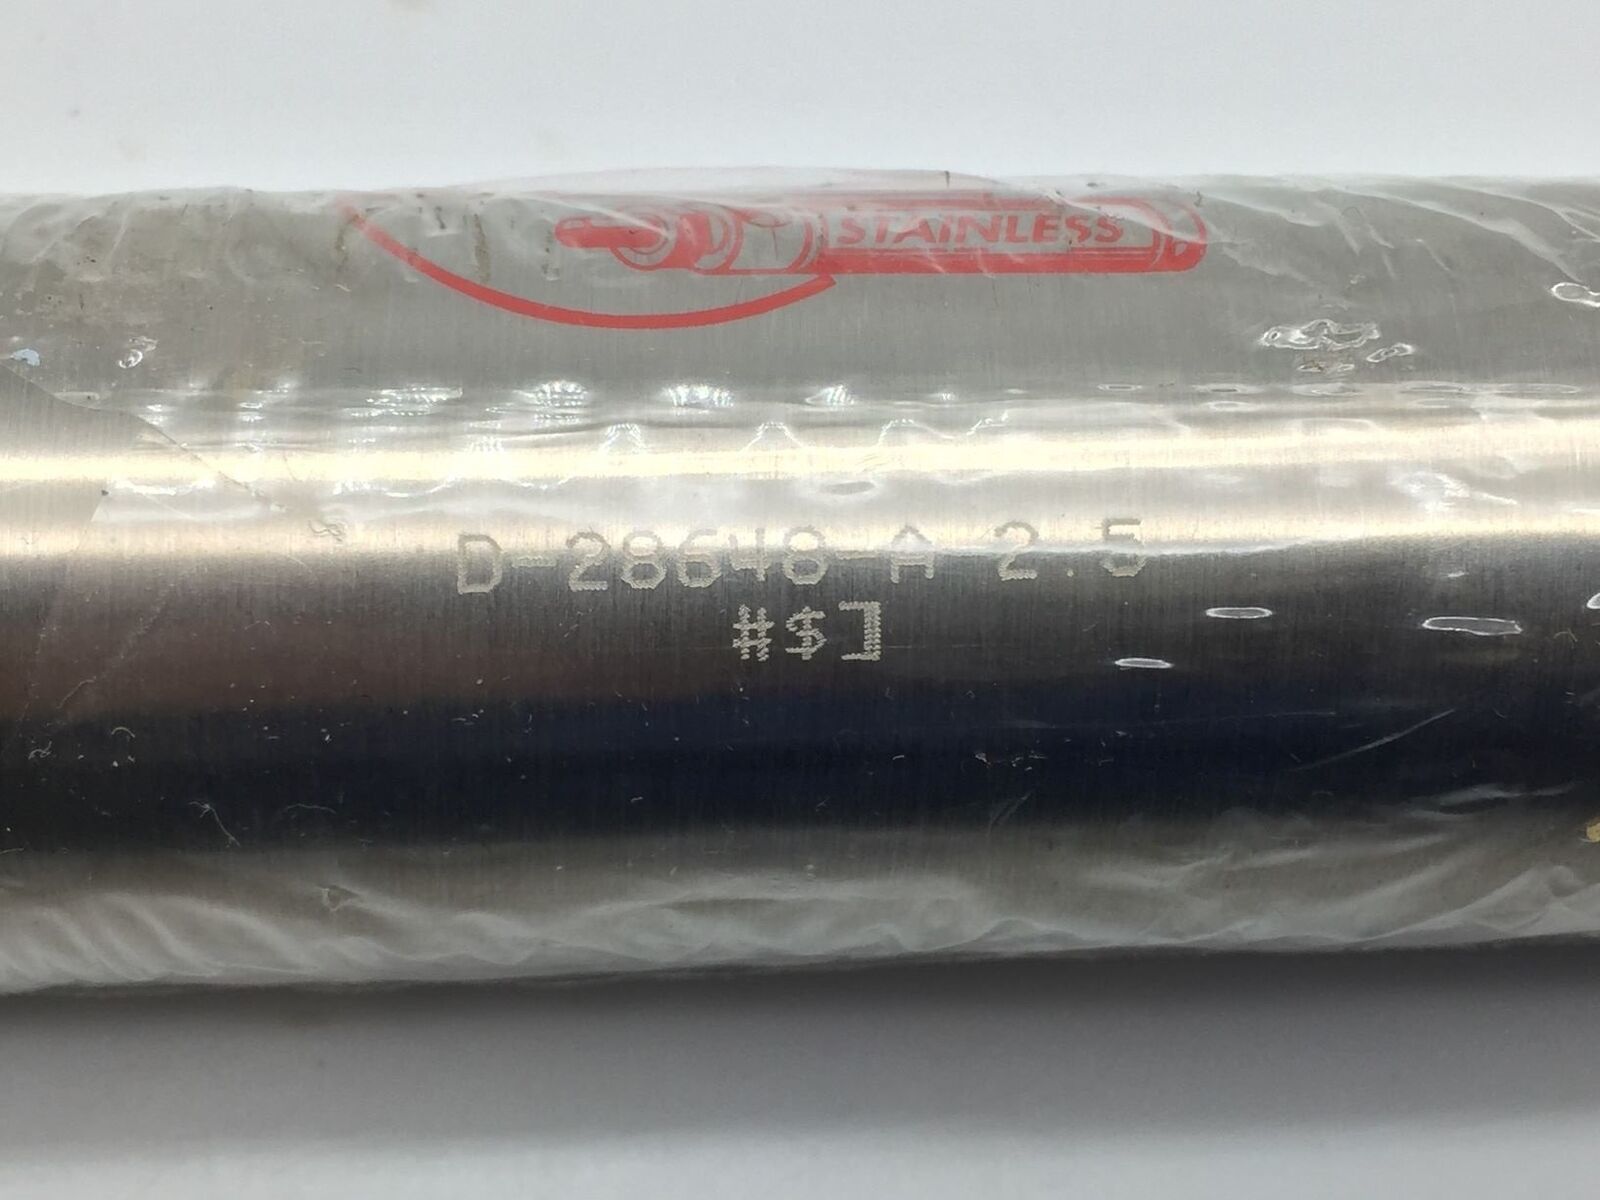 STAINLESS
D-28648-A 2.5
#$]